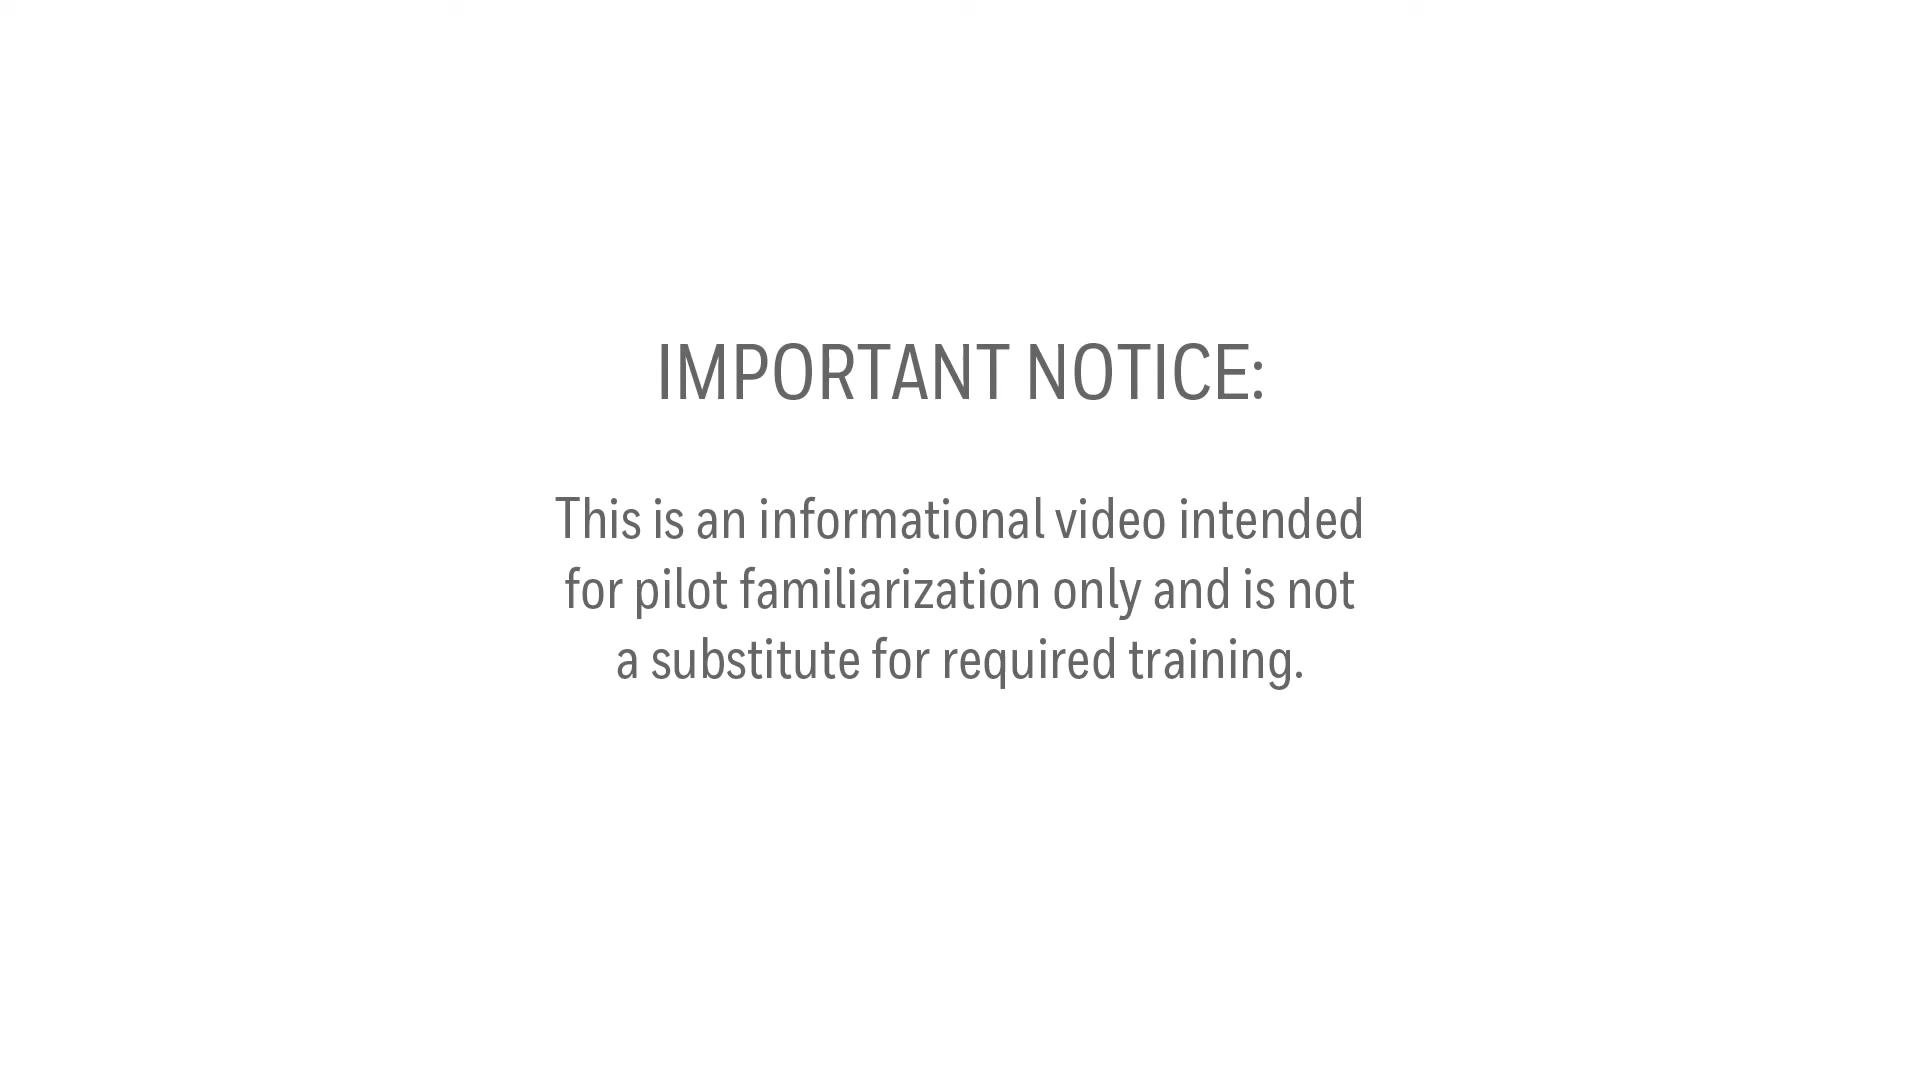 IMPORTANT NOTICE:
This is an informational video intended
for pilot familiarization only and is not
a substitute for required training.